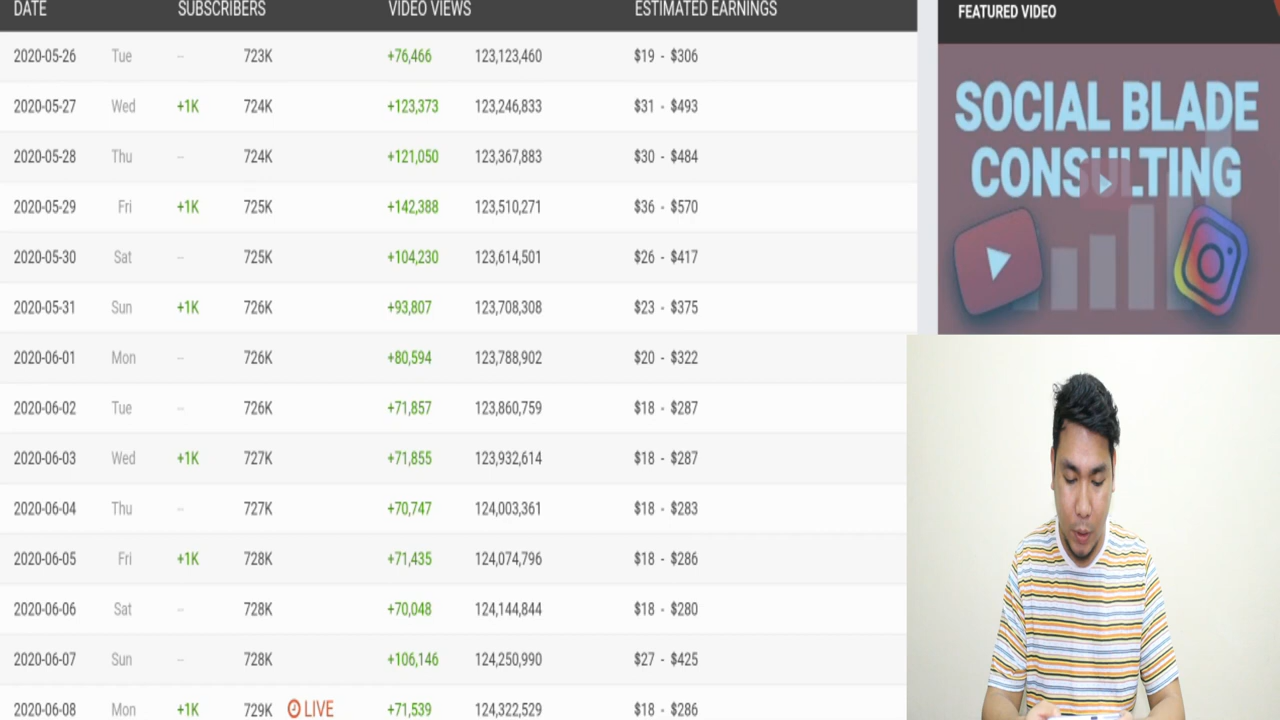 DATE SUBSCRIBERS VIDEO VIEWS ESTIMATED EARNINGS
2020-05-26 Tue -- 723K +76,466 123,123,460 $19 - $306
2020-05-27 Wed +1K 724K +123,373 123,246,833 $31 - $493
2020-05-28 Thu -- 724K +121,050 123,367,883 $30 - $484
2020-05-29 Fri +1K 725K +142,388 123,510,271 $36 - $570
2020-05-30 Sat -- 725K +104,230 123,614,501 $26 - $417
2020-05-31 Sun +1K 726K +93,807 123,708,308 $23 - $375
2020-06-01 Mon -- 726K +80,594 123,788,902 $20 - $322
2020-06-02 Tue -- 726K +71,857 123,860,759 $18 - $287
2020-06-03 Wed +1K 727K +71,855 123,932,614 $18 - $287
2020-06-04 Thu -- 727K +70,747 124,003,361 $18 - $283
2020-06-05 Fri +1K 728K +71,435 124,074,796 $18 - $286
2020-06-06 Sat -- 728K +70,048 124,144,844 $18 - $280
2020-06-07 Sun -- 728K +106,146 124,250,990 $27 - $425
2020-06-08 Mon +1K 729K LIVE +71,539 124,322,529 $18 - $286
FEATURED VIDEO
SOCIAL BLADE
CONSULTING